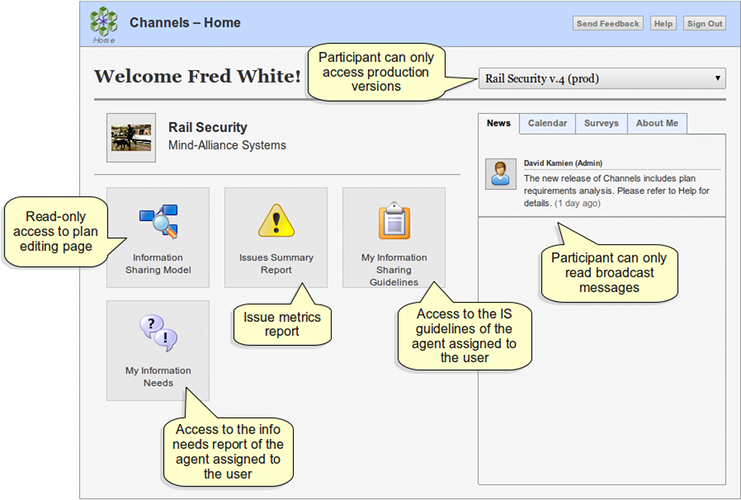 Home
Channels – Home
Send Feedback
Help
Sign Out
Welcome Fred White!
Participant can only
access production
versions
Rail Security v.4 (prod)
Rail Security
Mind-Alliance Systems
News
Calendar
Surveys
About Me
David Kamien (Admin)
The new release of Channels includes plan
requirements analysis. Please refer to Help for
details. (1 day ago)
Read-only
access to plan
editing page
Information
Sharing Model
Issues Summary
Report
My Information
Sharing
Guidelines
Participant can only
read broadcast
messages
Issue metrics
report
Access to the IS
guidelines of the
agent assigned to
the user
? !
My Information
Needs
Access to the info
needs report of the
agent assigned to
the user